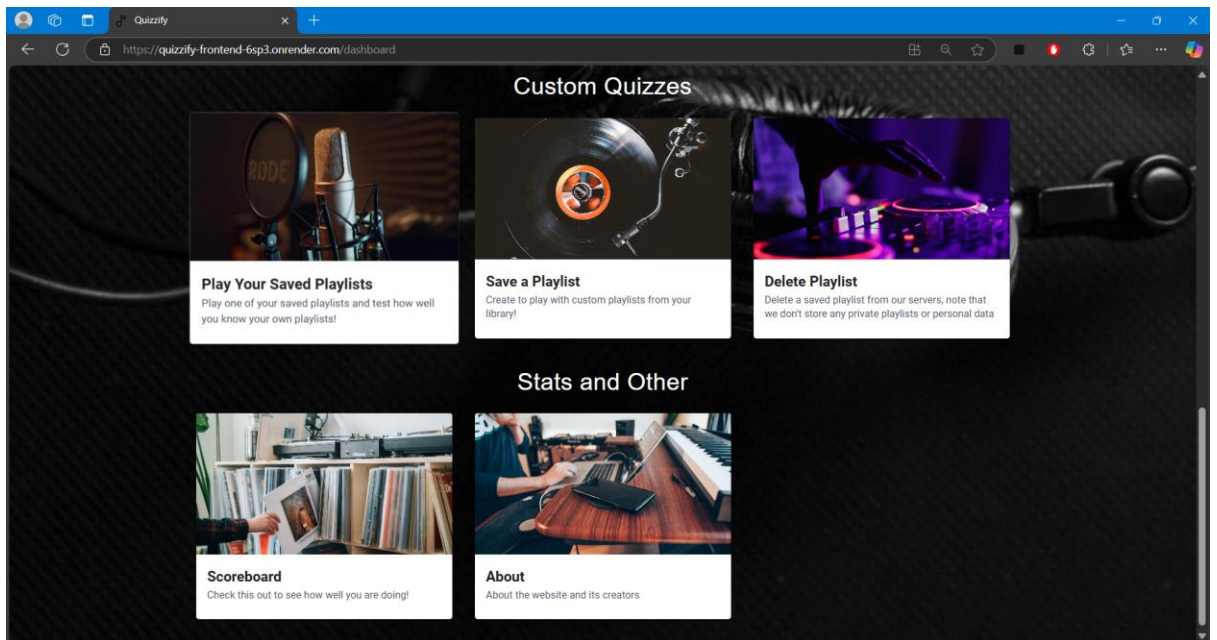 Quizzify
https://quizzify-frontend-6sp3.onrender.com/dashboard
Custom Quizzes
RODE
Play Your Saved Playlists
Play one of your saved playlists and test how well
you know your own playlists!
Save a Playlist
Create to play with custom playlists from your
library!
Delete Playlist
Delete a saved playlist from our servers, note that
we don't store any private playlists or personal data
Stats and Other
Scoreboard
Check this out to see how well you are doing!
About
About the website and its creators